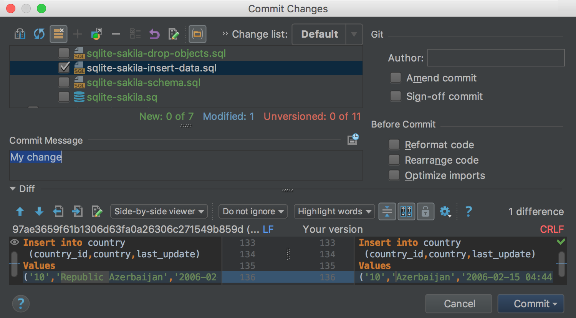 Commit Changes
Change list: Default
sqlite-sakila-drop-objects.sql
sqlite-sakila-insert-data.sql
sqlite-sakila-schema.sql
sqlite-sakila.sq
New: 0 of 7 Modified: 1 Unversioned: 0 of 11
Git
Author:
Amend commit
Sign-off commit
Before Commit
Reformat code
Rearrange code
Optimize imports
Commit Message
My change
Diff
Side-by-side viewer Do not ignore Highlight words ? 1 difference
97ae3659f61b1306d63fa0a26306c271549b859d (... LF Your version CRLF
Insert into country 133 133 Insert into country
(country_id,country,last_update) 134 134 (country_id,country,last_update)
Values 135 135 Values
('10','Republic Azerbaijan','2006-02 136 136 ('10','Azerbaijan','2006-02-15 04:44
? Cancel Commit